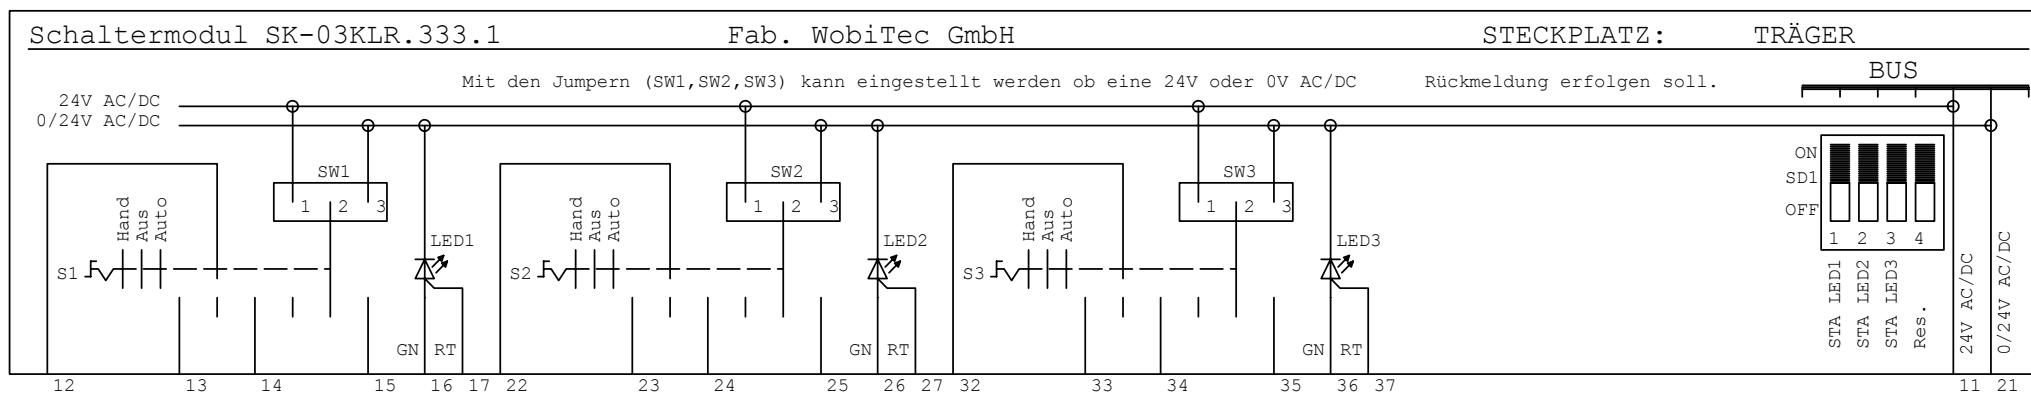 Schaltermodul SK-03KLR.333.1 Fab. WobiTec GmbH STECKPLATZ: TRÄGER
Mit den Jumpern (SW1,SW2,SW3) kann eingestellt werden ob eine 24V oder 0V AC/DC Rückmeldung erfolgen soll.
BUS
24V AC/DC
0/24V AC/DC
SW1
1 2 3
Hand
Aus
Auto
S1
LED1
GN RT
SW2
1 2 3
Hand
Aus
Auto
S2
LED2
GN RT
SW3
1 2 3
Hand
Aus
Auto
S3
LED3
GN RT
ON
SD1
OFF
1 2 3 4
STA LED1
STA LED2
STA LED3
Res.
24V AC/DC
0/24V AC/DC
12 13 14 15 16 17 22 23 24 25 26 27 32 33 34 35 36 37 11 21